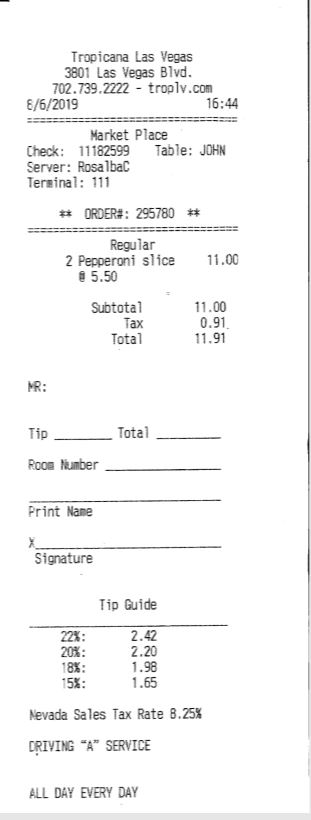 Tropicana Las Vegas
3801 Las Vegas Blvd.
702.739.2222 - troplv.com
8/6/2019 16:44
==================================
Market Place
Check: 11182599 Table: JOHN
Server: RosalbaC
Terminal: 111
** ORDER#: 295780 **
==================================
Regular
2 Pepperoni slice 11.00
@ 5.50
Subtotal 11.00
Tax 0.91
Total 11.91
MR:
Tip ________ Total ________
Room Number ______________
Print Name
X________________________
Signature
Tip Guide
22%: 2.42
20%: 2.20
18%: 1.98
15%: 1.65
Nevada Sales Tax Rate 8.25%
DRIVING "A" SERVICE
ALL DAY EVERY DAY